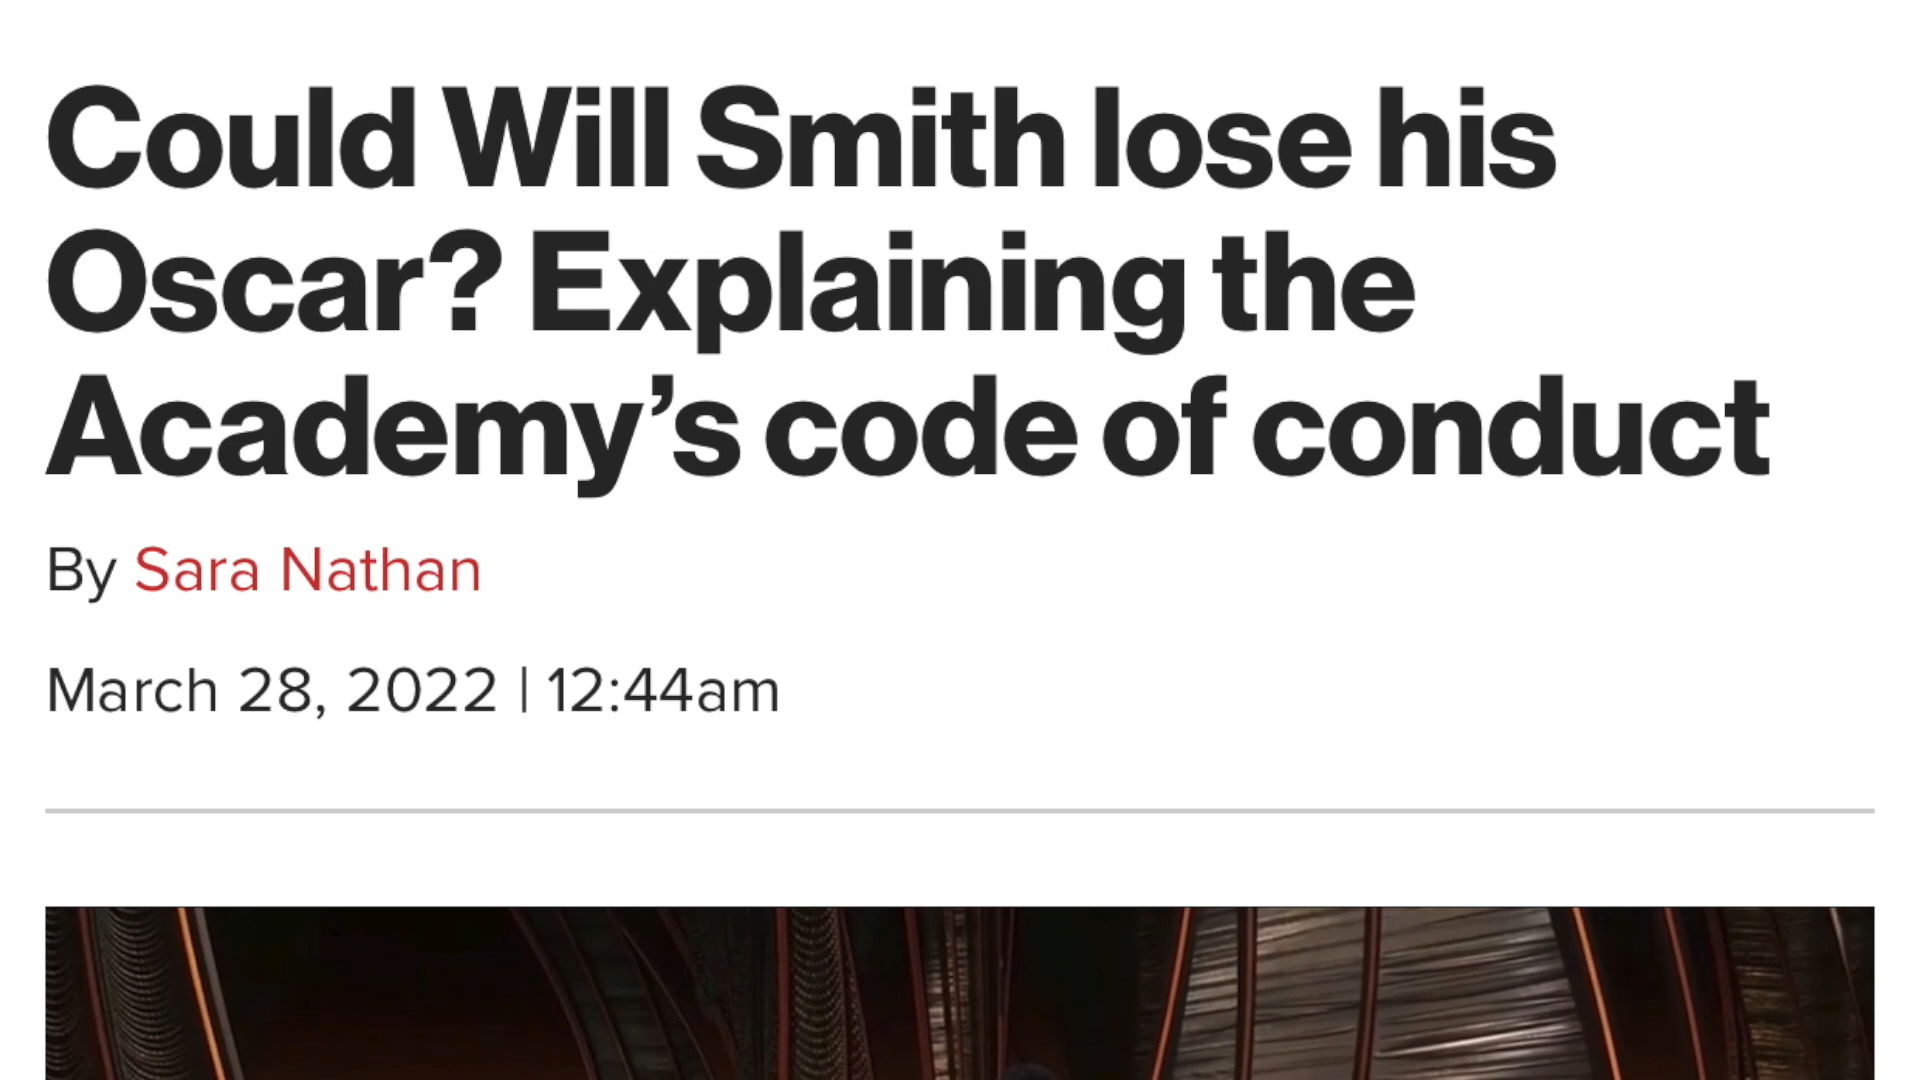 Could Will Smith lose his
Oscar? Explaining the
Academy’s code of conduct
By Sara Nathan
March 28, 2022 | 12:44am